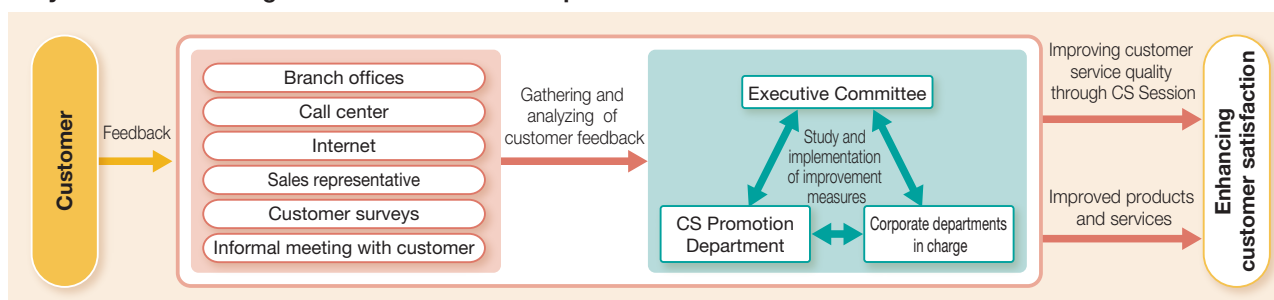 Customer
Feedback
Branch offices
Call center
Internet
Sales representative
Customer surveys
Informal meeting with customer
Gathering and
analyzing of
customer feedback
Executive Committee
Study and
implementation
of improvement
measures
CS Promotion
Department
Corporate departments
in charge
Improving customer
service quality
through CS Session
Improved products
and services
Enhancing
customer satisfaction